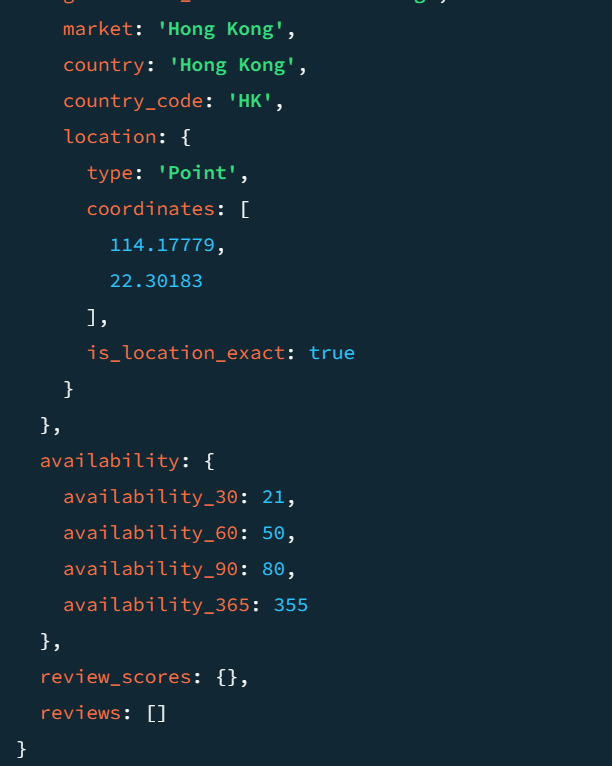 market: 'Hong Kong',
country: 'Hong Kong',
country_code: 'HK',
location: {
type: 'Point',
coordinates: [
114.17779,
22.30183
],
is_location_exact: true
}
},
availability: {
availability_30: 21,
availability_60: 50,
availability_90: 80,
availability_365: 355
},
review_scores: {},
reviews: []
}